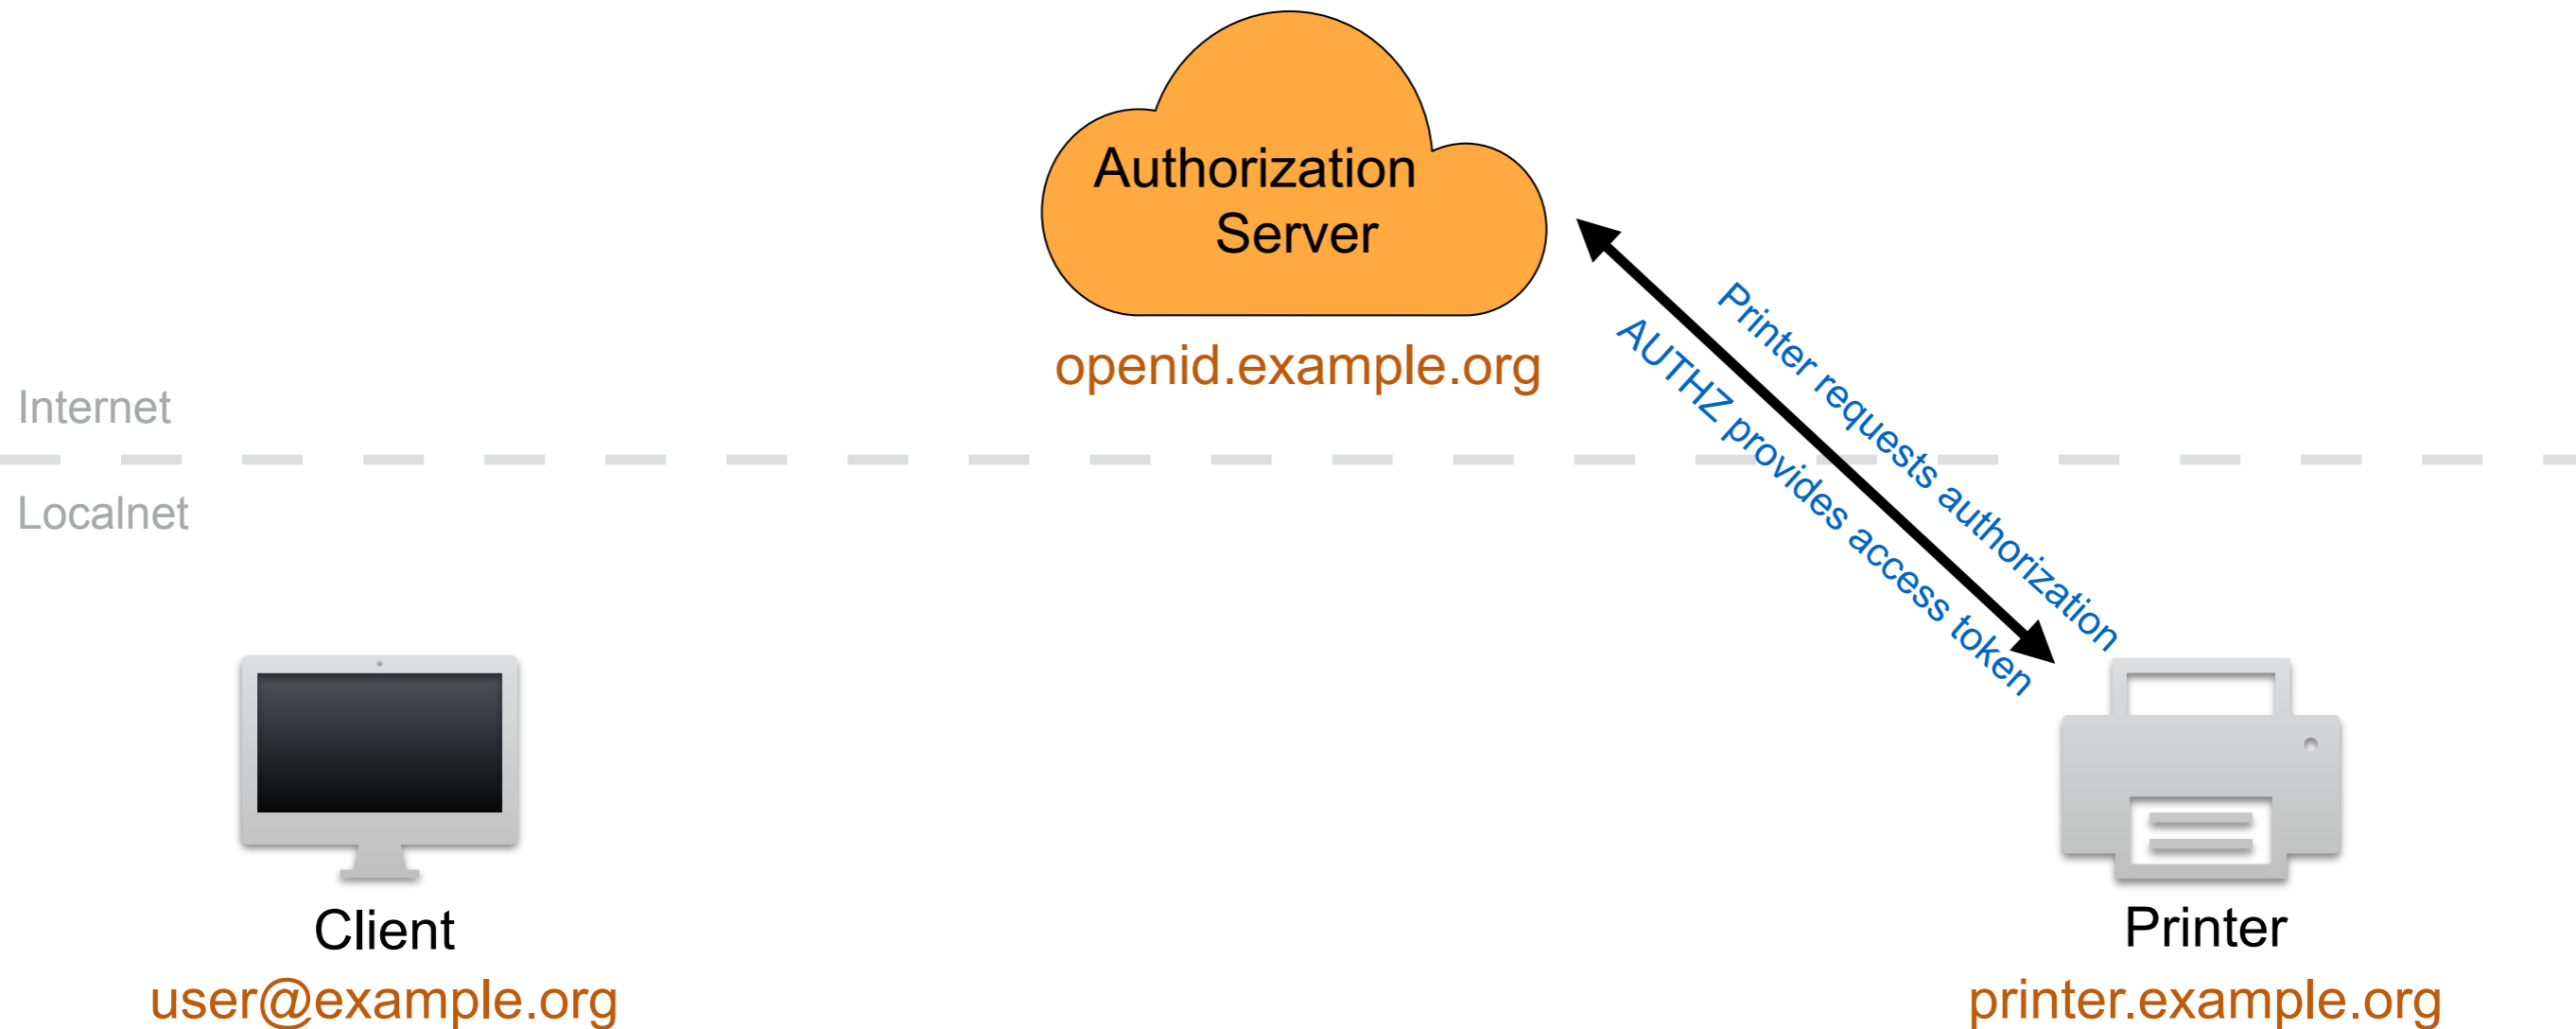 Authorization
Server
openid.example.org
Printer requests authorization
AUTHZ provides access token
Internet
Localnet
Client
user@example.org
Printer
printer.example.org